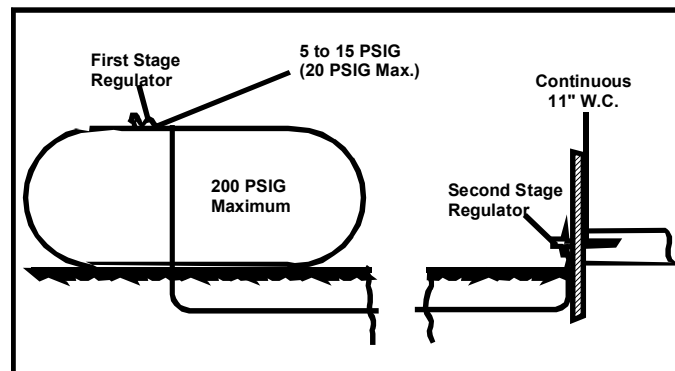 First Stage
Regulator
5 to 15 PSIG
(20 PSIG Max.)
Continuous
11" W.C.
200 PSIG
Maximum
Second Stage
Regulator